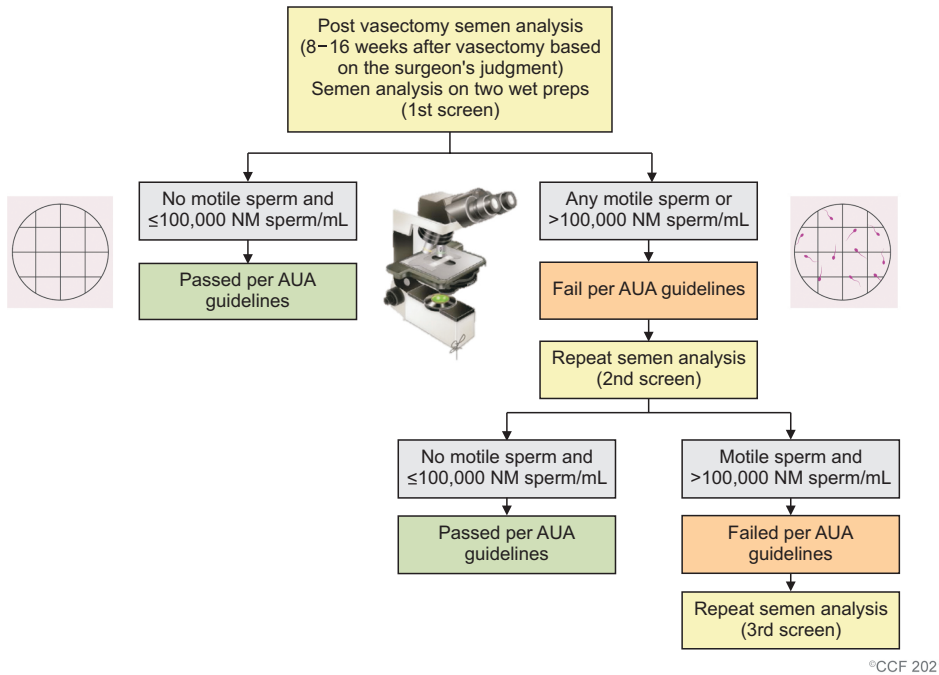 Post vasectomy semen analysis
(8−16 weeks after vasectomy based
on the surgeon's judgment)
Semen analysis on two wet preps
(1st screen)
No motile sperm and
≤100,000 NM sperm/mL
Any motile sperm or
>100,000 NM sperm/mL
Passed per AUA
guidelines
Fail per AUA guidelines
Repeat semen analysis
(2nd screen)
No motile sperm and
≤100,000 NM sperm/mL
Motile sperm and
>100,000 NM sperm/mL
Passed per AUA
guidelines
Failed per AUA
guidelines
Repeat semen analysis
(3rd screen)
©CCF 202